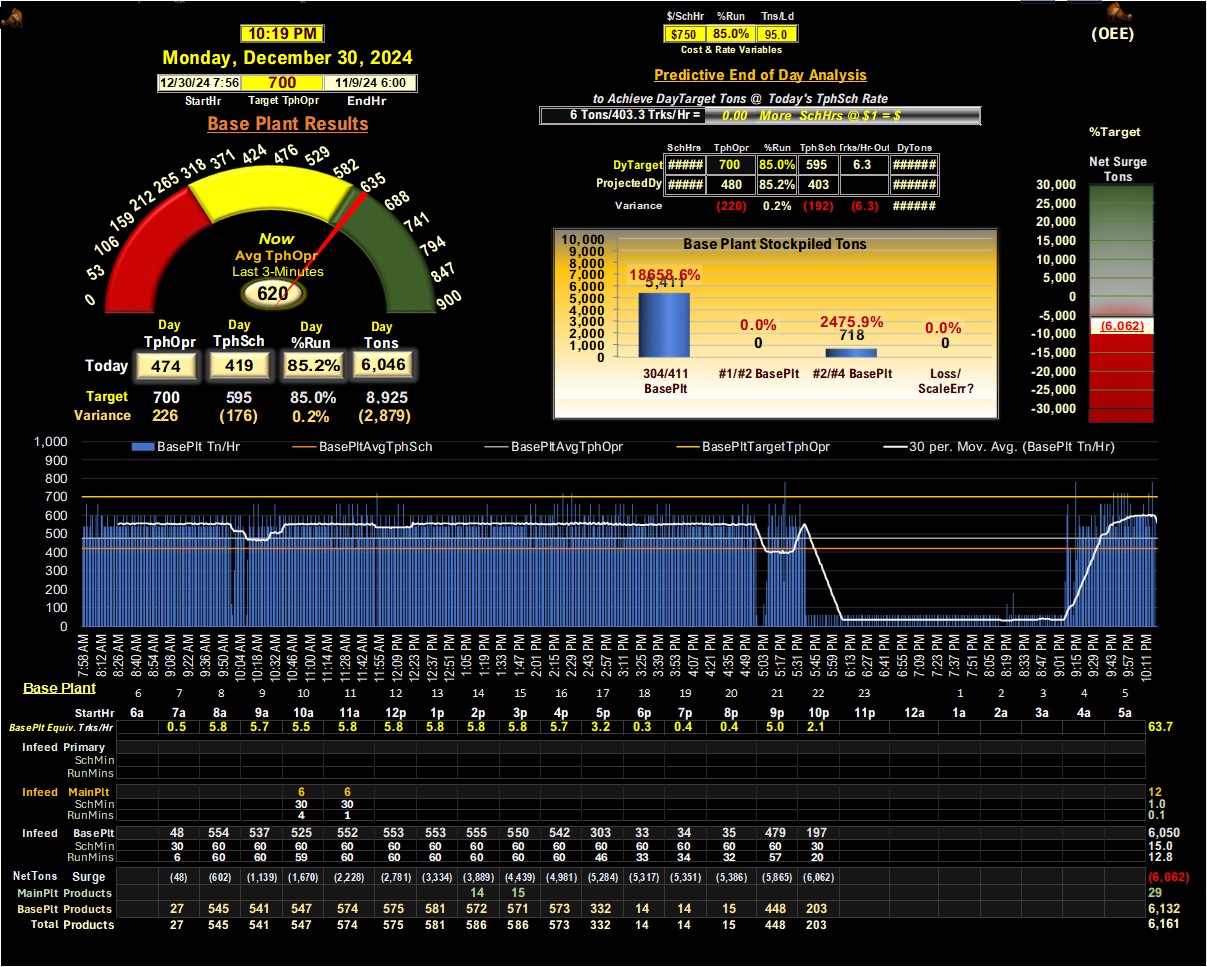 $/SchHr %Run Tns/Ld
$750 85.0% 95.0
Cost & Rate Variables
(OEE)
10:19 PM
Monday, December 30, 2024
12/30/24 7:56 700 11/9/24 6:00
StartHr Target TphOpr EndHr
Base Plant Results
Predictive End of Day Analysis
to Achieve DayTarget Tons @ Today's TphSch Rate
6 Tons/403.3 Trks/Hr = 0.00 More SchHrs @ $1 = $
SchHrs TphOpr %Run TphSch Trks/Hr-Out DyTons
DyTarget ##### 700 85.0% 595 6.3 ######
ProjectedDy ##### 480 85.2% 403 ######
Variance (220) 0.2% (192) (6.3) ######
%Target
Net Surge
Tons
30,000
25,000
20,000
15,000
10,000
5,000
0
-5,000
-10,000
-15,000
-20,000
-25,000
-30,000
(6,062)
0 53 106 159 212 265 318 371 424 476 529 582 635 688 741 794 847 900
Now
Avg TphOpr
Last 3-Minutes
620
Day Day Day Day
TphOpr TphSch %Run Tons
Today 474 419 85.2% 6,046
Target 700 595 85.0% 8,925
Variance 226 (176) 0.2% (2,879)
Base Plant Stockpiled Tons
10,000
9,000
8,000
7,000
6,000
5,000
4,000
3,000
2,000
1,000
0
18658.6% 0.0% 2475.9% 0.0%
5,411 0 718 0
304/411 #1/#2 BasePlt #2/#4 BasePlt Loss/
BasePlt ScaleErr?
BasePlt Tn/Hr BasePltAvgTphSch BasePltAvgTphOpr BasePltTargetTphOpr 30 per. Mov. Avg. (BasePlt Tn/Hr)
1,000
900
800
700
600
500
400
300
200
100
0
7:58 AM 8:12 AM 8:26 AM 8:40 AM 8:54 AM 9:08 AM 9:22 AM 9:36 AM 9:50 AM 10:04 AM 10:18 AM 10:32 AM 10:46 AM 11:00 AM 11:14 AM 11:28 AM 11:42 AM 11:55 AM 12:09 PM 12:23 PM 12:37 PM 12:51 PM 1:05 PM 1:19 PM 1:33 PM 1:47 PM 2:01 PM 2:15 PM 2:29 PM 2:43 PM 2:57 PM 3:11 PM 3:25 PM 3:39 PM 3:53 PM 4:07 PM 4:21 PM 4:35 PM 4:49 PM 5:03 PM 5:17 PM 5:31 PM 5:45 PM 5:59 PM 6:13 PM 6:27 PM 6:41 PM 6:55 PM 7:09 PM 7:23 PM 7:37 PM 7:51 PM 8:05 PM 8:19 PM 8:33 PM 8:47 PM 9:01 PM 9:15 PM 9:29 PM 9:43 PM 9:57 PM 10:11 PM
Base Plant 6 7 8 9 10 11 12 13 14 15 16 17 18 19 20 21 22 23 1 2 3 4 5
StartHr 6a 7a 8a 9a 10a 11a 12p 1p 2p 3p 4p 5p 6p 7p 8p 9p 10p 11p 12a 1a 2a 3a 4a 5a
BasePlt Equiv. Trks/Hr 0.5 5.8 5.7 5.5 5.8 5.8 5.8 5.8 5.8 5.7 3.2 0.3 0.4 0.4 5.0 2.1 63.7
Infeed Primary
SchMin
RunMins
Infeed MainPlt 6 6 12
SchMin 30 30 1.0
RunMins 4 1 0.1
Infeed BasePlt 48 554 537 525 552 553 553 555 550 542 303 33 34 35 479 197 6,050
SchMin 30 60 60 60 60 60 60 60 60 60 60 60 60 60 60 30 15.0
RunMins 6 60 60 59 60 60 60 60 60 60 46 33 34 32 57 20 12.8
NetTons Surge (48) (602) (1,139) (1,670) (2,228) (2,781) (3,334) (3,889) (4,439) (4,981) (5,284) (5,317) (5,351) (5,386) (5,865) (6,062) (6,062)
MainPlt Products 14 15 29
BasePlt Products 27 545 541 547 574 575 581 572 571 573 332 14 14 15 448 203 6,132
Total Products 27 545 541 547 574 575 581 586 586 573 332 14 14 15 448 203 6,161